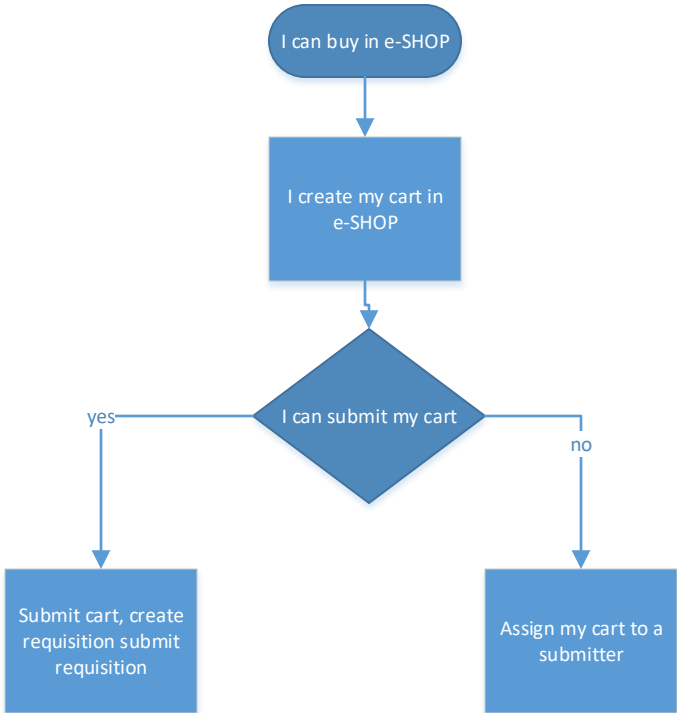 I can buy in e-SHOP
I create my cart in
e-SHOP
I can submit my cart
yes
no
Submit cart, create
requisition submit
requisition
Assign my cart to a
submitter